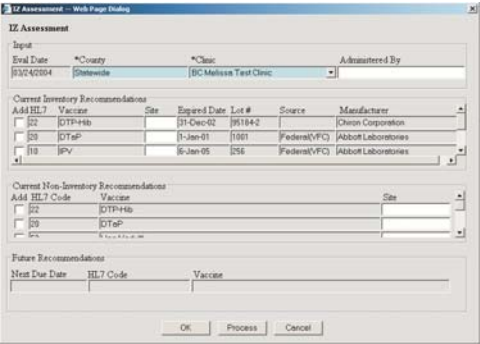 IZ Assessment -- Web Page Dialog
IZ Assessment
Input
Eval Date *County *Clinic Administered By
03/24/2004 Statewide BC Melissa Test Clinic
Current Inventory Recommendations
Add HL7 Vaccine Site Expired Date Lot # Source Manufacturer
22 DTP-Hib 31-Dec-02 95184-2 Chiron Corporation
20 DTaP 1-Jan-01 1001 Federal(VFC) Abbott Laboratories
10 IPV 6-Jan-05 256 Federal(VFC) Abbott Laboratories
Current Non-Inventory Recommendations
Add HL7 Code Vaccine Site
22 DTP-Hib
20 DTaP
Future Recommendations
Next Due Date HL7 Code Vaccine
OK Process Cancel